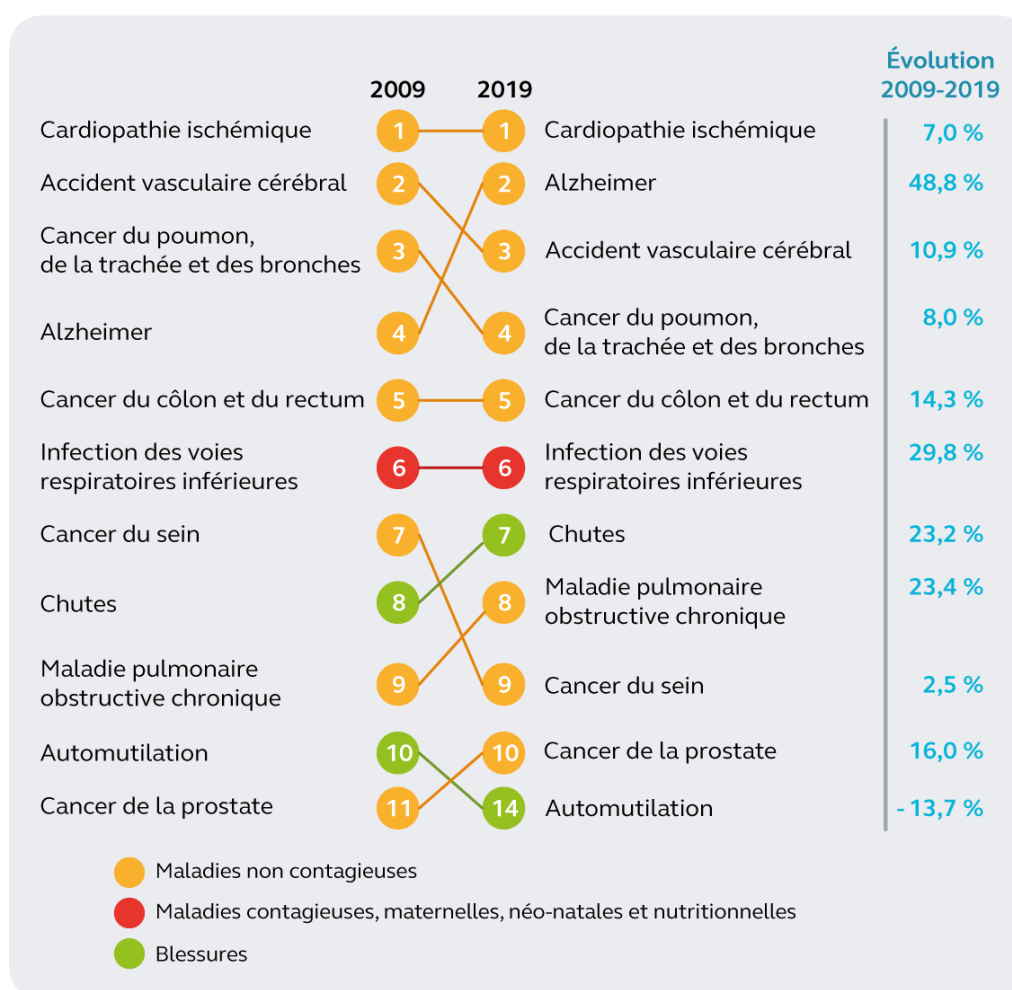 Évolution
2009 2019 2009-2019
Cardiopathie ischémique 1 1 Cardiopathie ischémique 7,0 %
Accident vasculaire cérébral 2 2 Alzheimer 48,8 %
Cancer du poumon,
de la trachée et des bronches 3 3 Accident vasculaire cérébral 10,9 %
Alzheimer 4 4 Cancer du poumon,
de la trachée et des bronches 8,0 %
Cancer du côlon et du rectum 5 5 Cancer du côlon et du rectum 14,3 %
Infection des voies
respiratoires inférieures 6 6 Infection des voies
respiratoires inférieures 29,8 %
Cancer du sein 7 7 Chutes 23,2 %
Chutes 8 8 Maladie pulmonaire
obstructive chronique 23,4 %
Maladie pulmonaire
obstructive chronique 9 9 Cancer du sein 2,5 %
Automutilation 10 10 Cancer de la prostate 16,0 %
Cancer de la prostate 11 14 Automutilation - 13,7 %
Maladies non contagieuses
Maladies contagieuses, maternelles, néo-natales et nutritionnelles
Blessures